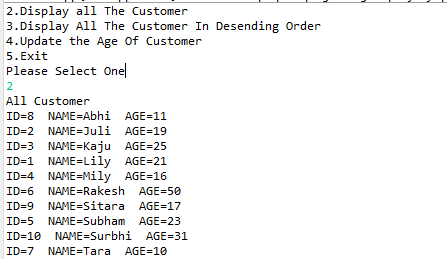 2.Display all The Customer
3.Display All The Customer In Desending Order
4.Update the Age Of Customer
5.Exit
Please Select One
2
All Customer
ID=8  NAME=Abhi  AGE=11
ID=2  NAME=Juli  AGE=19
ID=3  NAME=Kaju  AGE=25
ID=1  NAME=Lily  AGE=21
ID=4  NAME=Mily  AGE=16
ID=6  NAME=Rakesh  AGE=50
ID=9  NAME=Sitara  AGE=17
ID=5  NAME=Subham  AGE=23
ID=10  NAME=Surbhi  AGE=31
ID=7  NAME=Tara  AGE=10